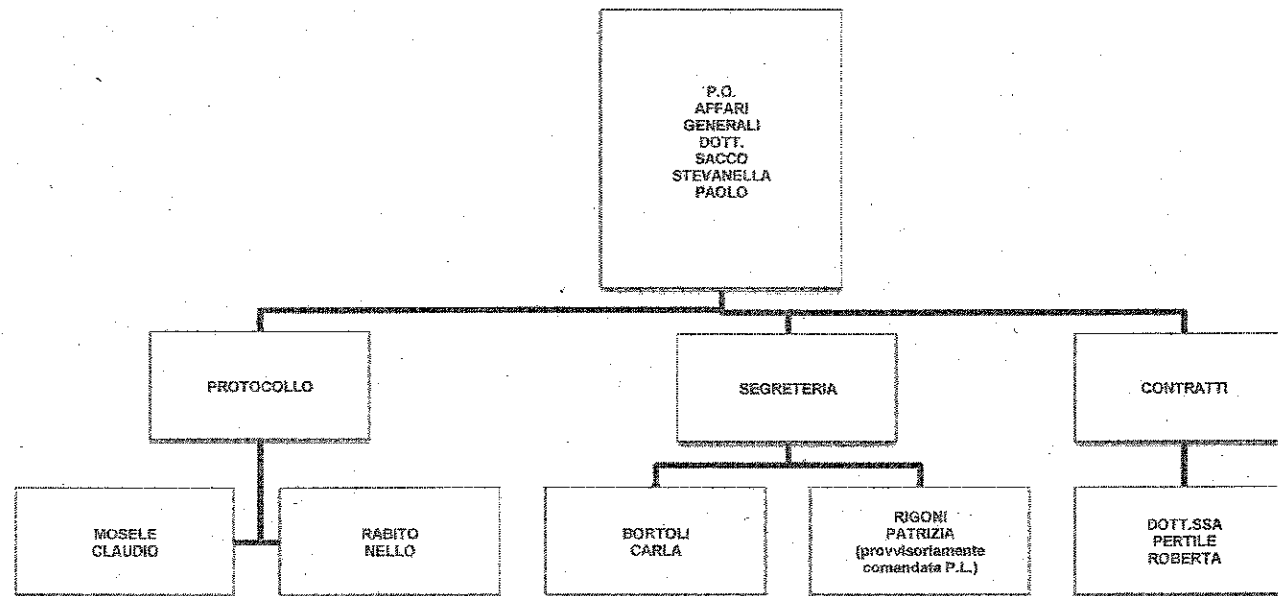 P.O.
AFFARI
GENERALI
DOTT.
SACCO
STEVANELLA
PAOLO
PROTOCOLLO
SEGRETERIA
CONTRATTI
MOSELE
CLAUDIO
RABITO
NELLO
BORTOLI
CARLA
RIGONI
PATRIZIA
(provvisoriamente
comandata P.L.)
DOTT.SSA
PERTILE
ROBERTA